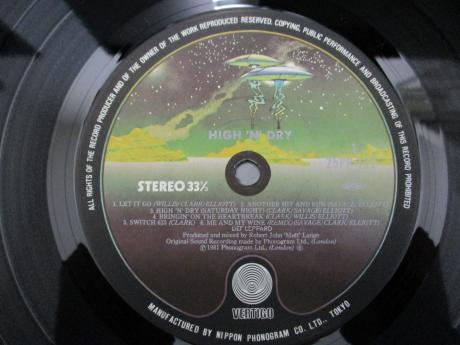 ALL RIGHTS OF THE RECORD PRODUCER AND OF THE OWNER OF THE WORK RESERVED. COPYING, PUBLIC PERFORMANCE AND BROADCASTING OF THIS RECORD PROHIBITED
HIGH 'N' DRY
1
STEREO 33⅓
1. LET IT GO (WILLIS/CLARK/ELLIOTT) 2. ANOTHER HIT AND RUN (SAVAGE/ELLIOTT)
3. HIGH 'N' DRY (SATURDAY NIGHT) (CLARK/SAVAGE/ELLIOTT)
4. BRINGIN' ON THE HEARTBREAK (CLARK/WILLIS/ELLIOTT)
5. SWITCH 625 (CLARK) 6. ME AND MY WINE (REMIX) (SAVAGE/CLARK/ELLIOTT)
DEF LEPPARD
Produced and mixed by Robert John "Mutt" Lange
Original Sound Recording made by Phonogram Ltd., (London)
℗1981 Phonogram Ltd., (London)
VERTIGO
MANUFACTURED BY NIPPON PHONOGRAM CO. LTD., TOKYO